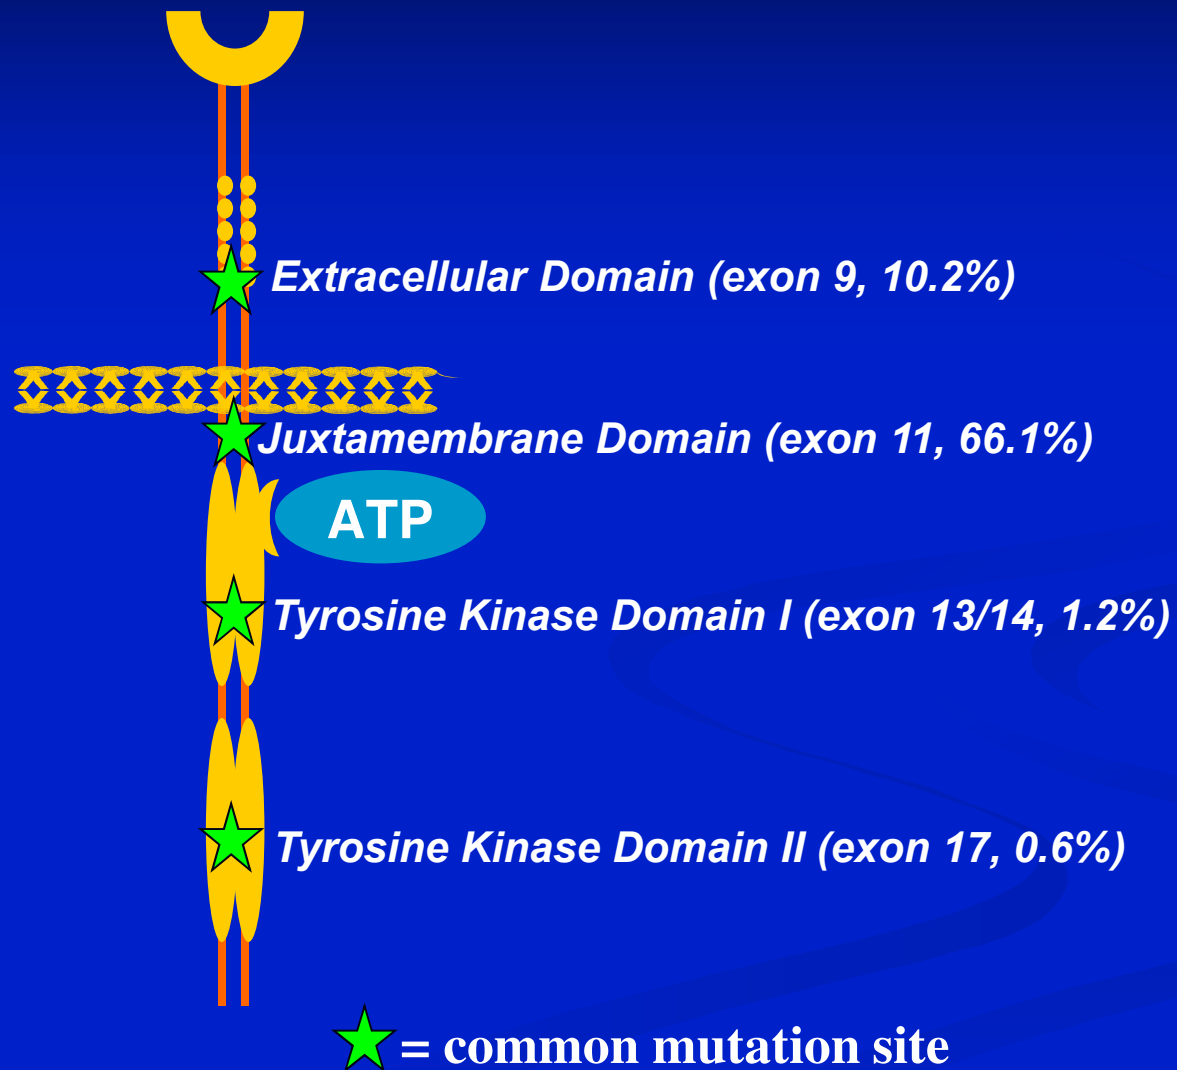 Extracellular Domain (exon 9, 10.2%)
Juxtamembrane Domain (exon 11, 66.1%)
ATP
Tyrosine Kinase Domain I (exon 13/14, 1.2%)
Tyrosine Kinase Domain II (exon 17, 0.6%)
= common mutation site